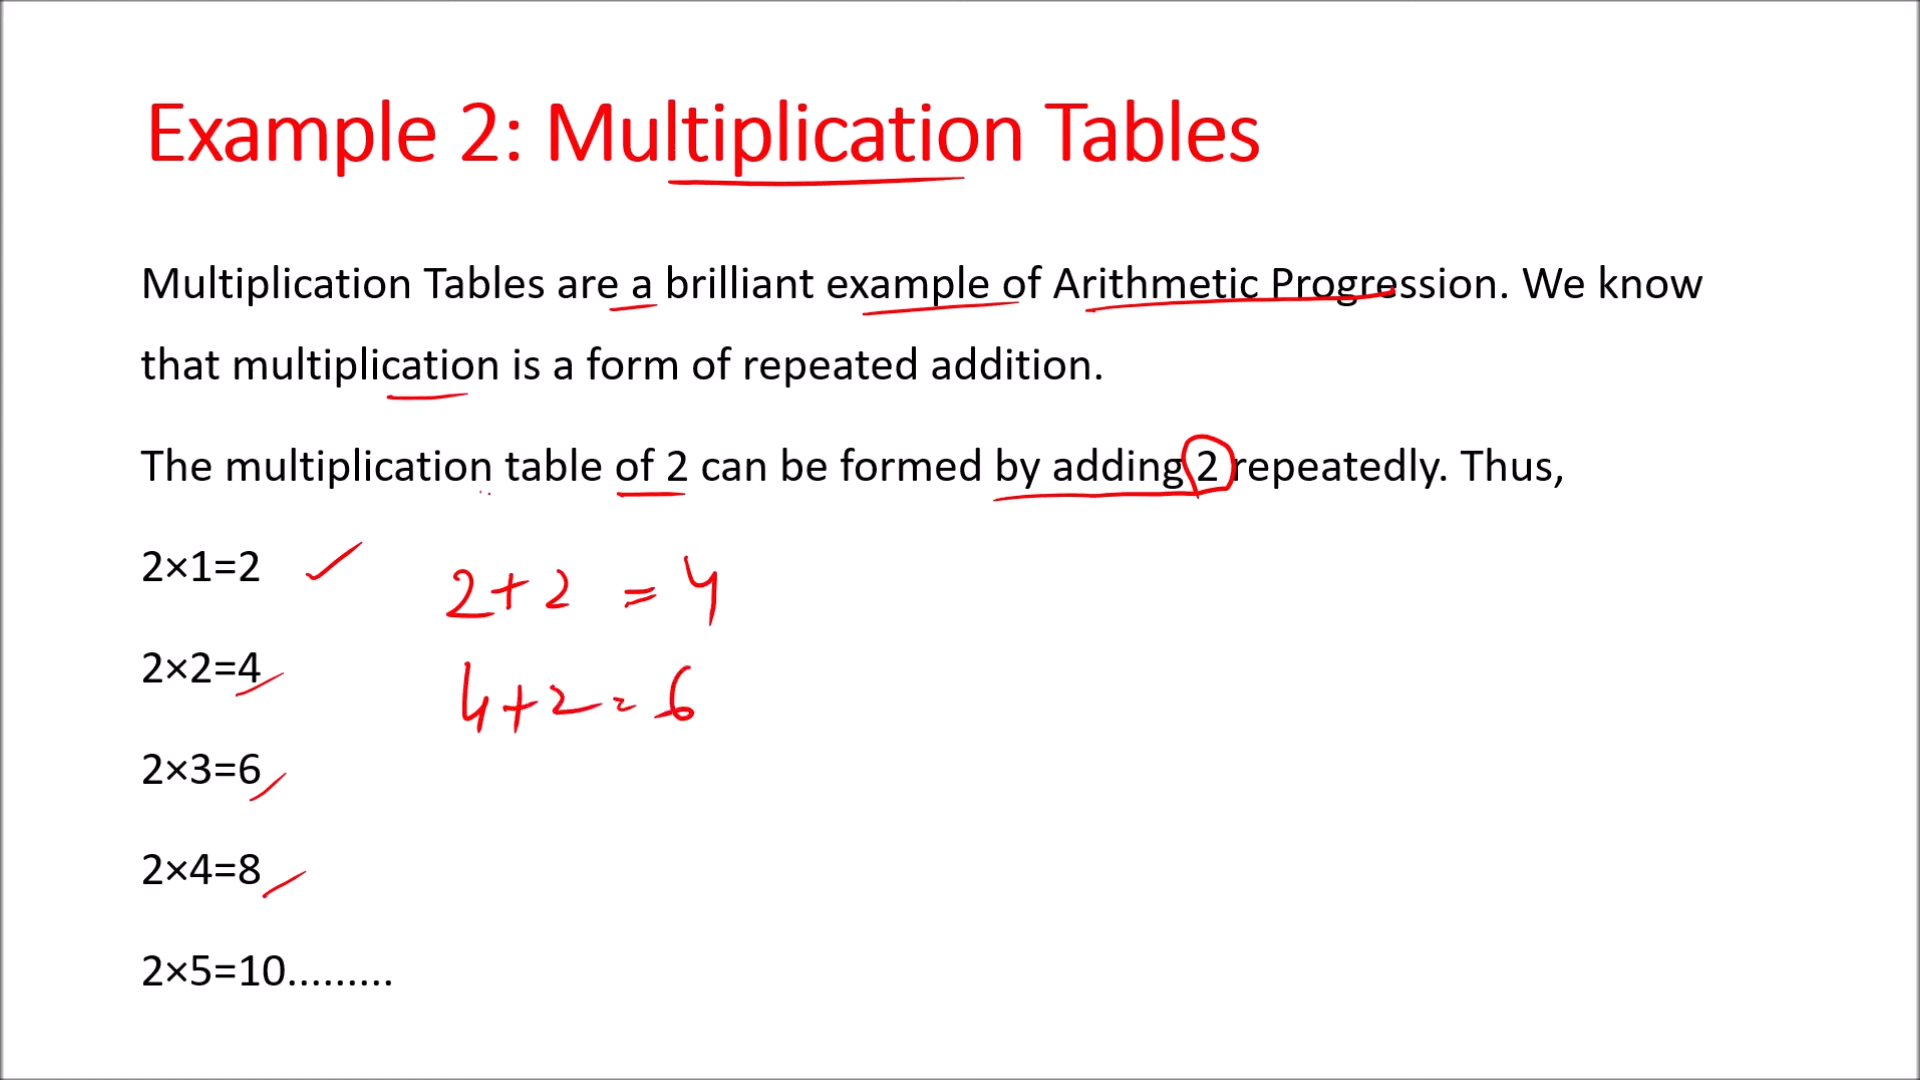 Example 2: Multiplication Tables
Multiplication Tables are a brilliant example of Arithmetic Progression. We know
that multiplication is a form of repeated addition.
The multiplication table of 2 can be formed by adding 2 repeatedly. Thus,
2×1=2
2+2 = 4
2×2=4
4+2=6
2×3=6
2×4=8
2×5=10.........